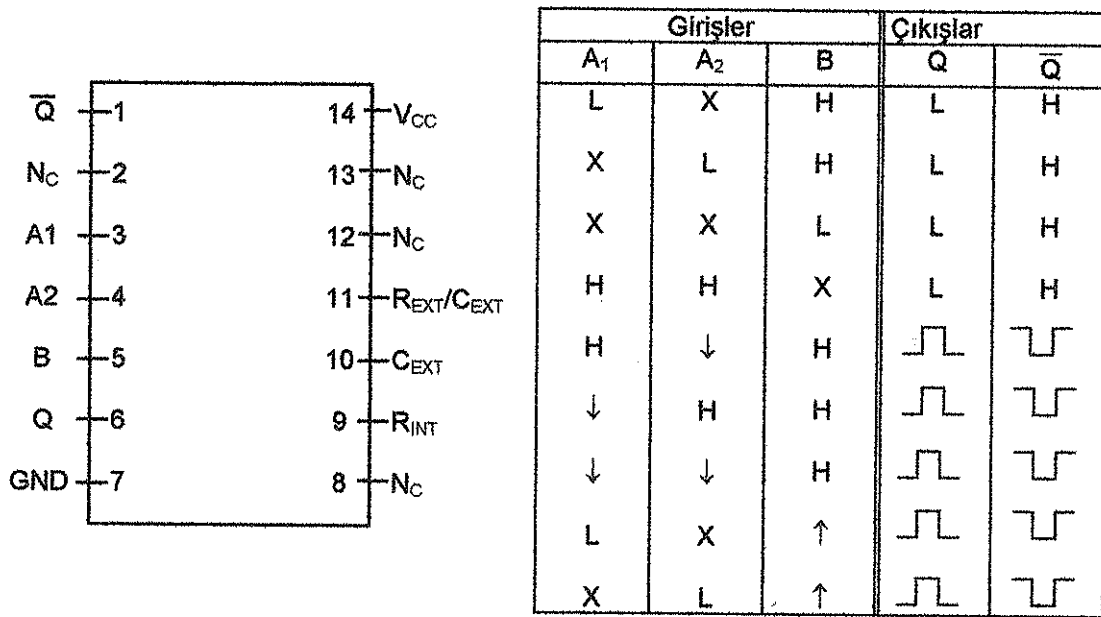 Q̅ 1 14 VCC
NC 2 13 NC
A1 3 12 NC
A2 4 11 REXT/CEXT
B 5 10 CEXT
Q 6 9 RINT
GND 7 8 NC
Girişler Çıkışlar
A1 A2 B Q Q̅
L X H L H
X L H L H
X X L L H
H H X L H
H ↓ H
↓ H H
↓ ↓ H
L X ↑
X L ↑